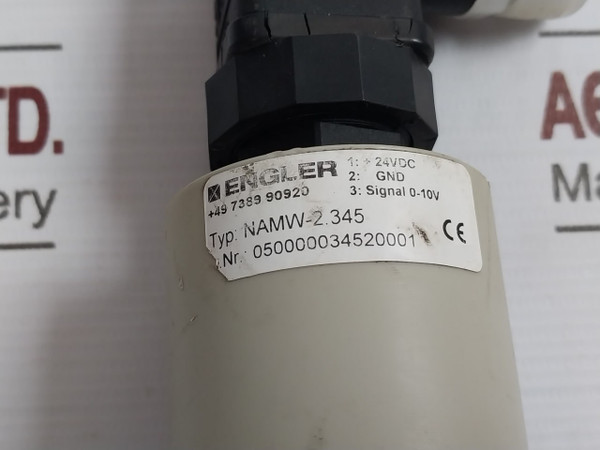 ENGLER
+49 7389 90920
1: + 24VDC
2: GND
3: Signal 0-10V
Typ: NAMW-2.345
.Nr.: 050000034520001
CE
TD.
ery
Ma